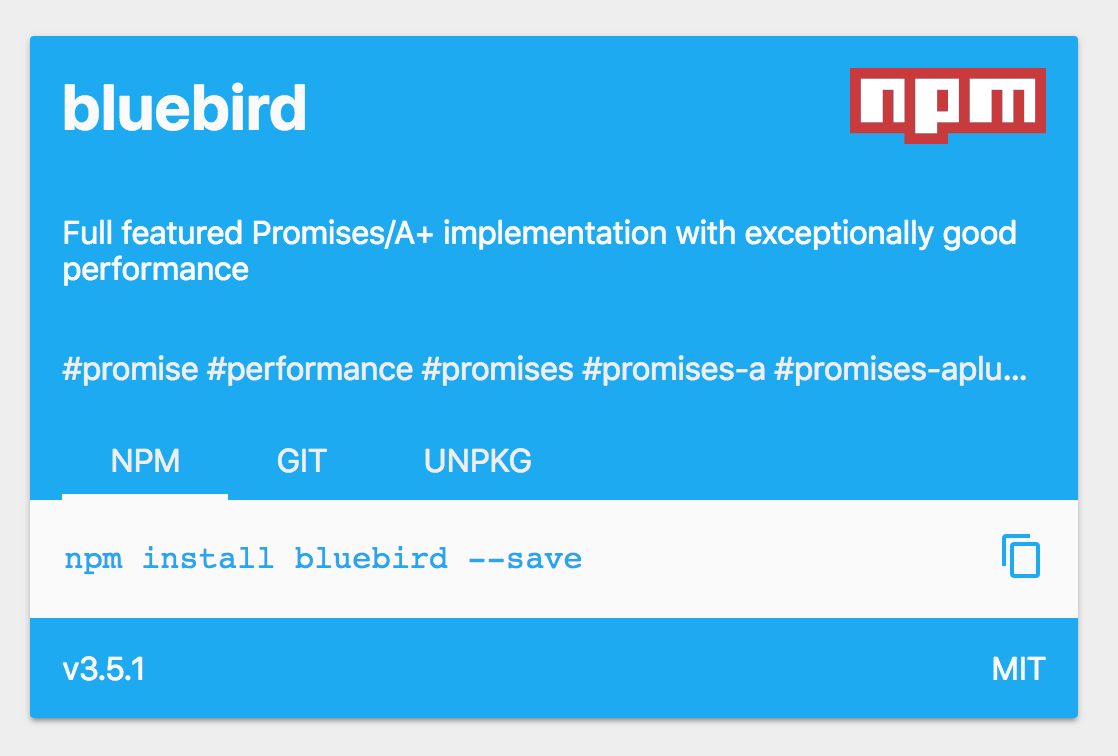 bluebird
npm
Full featured Promises/A+ implementation with exceptionally good
performance
#promise #performance #promises #promises-a #promises-aplu...
NPM GIT UNPKG
npm install bluebird --save
v3.5.1
MIT